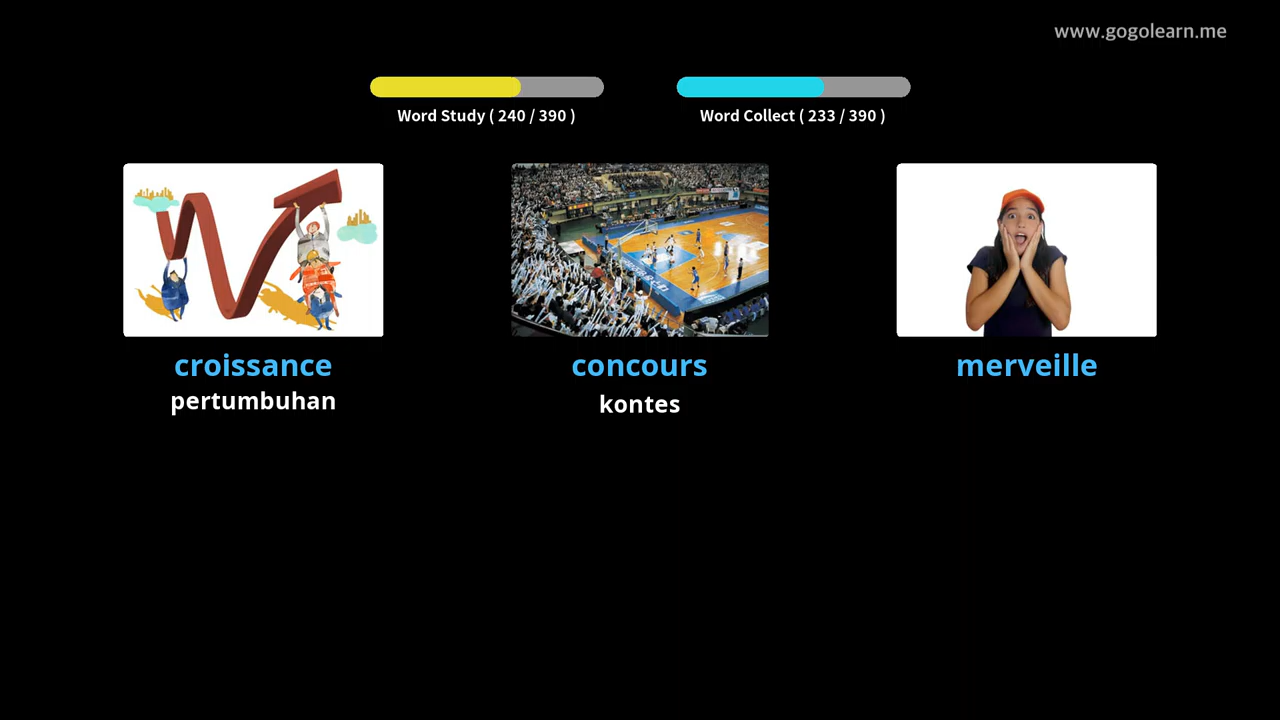 www.gogolearn.me
Word Study ( 240 / 390 )
Word Collect ( 233 / 390 )
croissance
pertumbuhan
concours
kontes
merveille